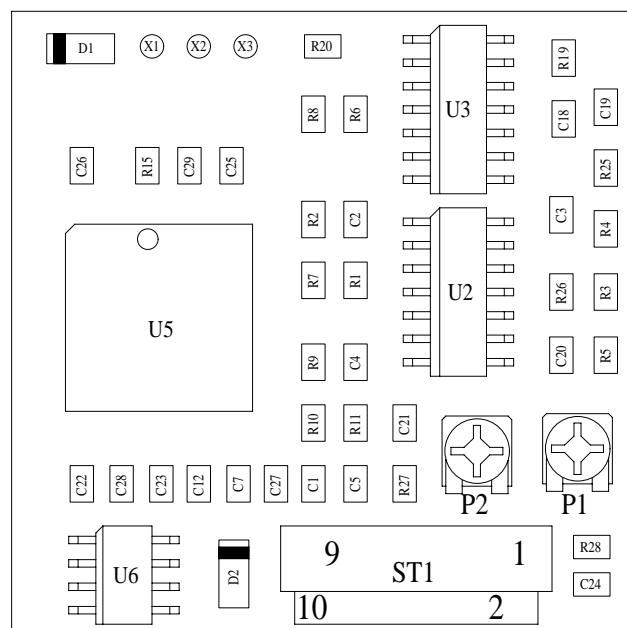 D1 X1 X2 X3 R20
R19
R8 R6 U3 C18 C19
C26 R15 C29 C25 R25
R2 C2 C3 R4
R7 R1 U2 R26 R3
U5
R9 C4 C20 R5
R10 R11 C21
C22 C28 C23 C12 C7 C27 C1 C5 R27
P2 P1
U6 D2 9 ST1 1 R28
10 2 C24